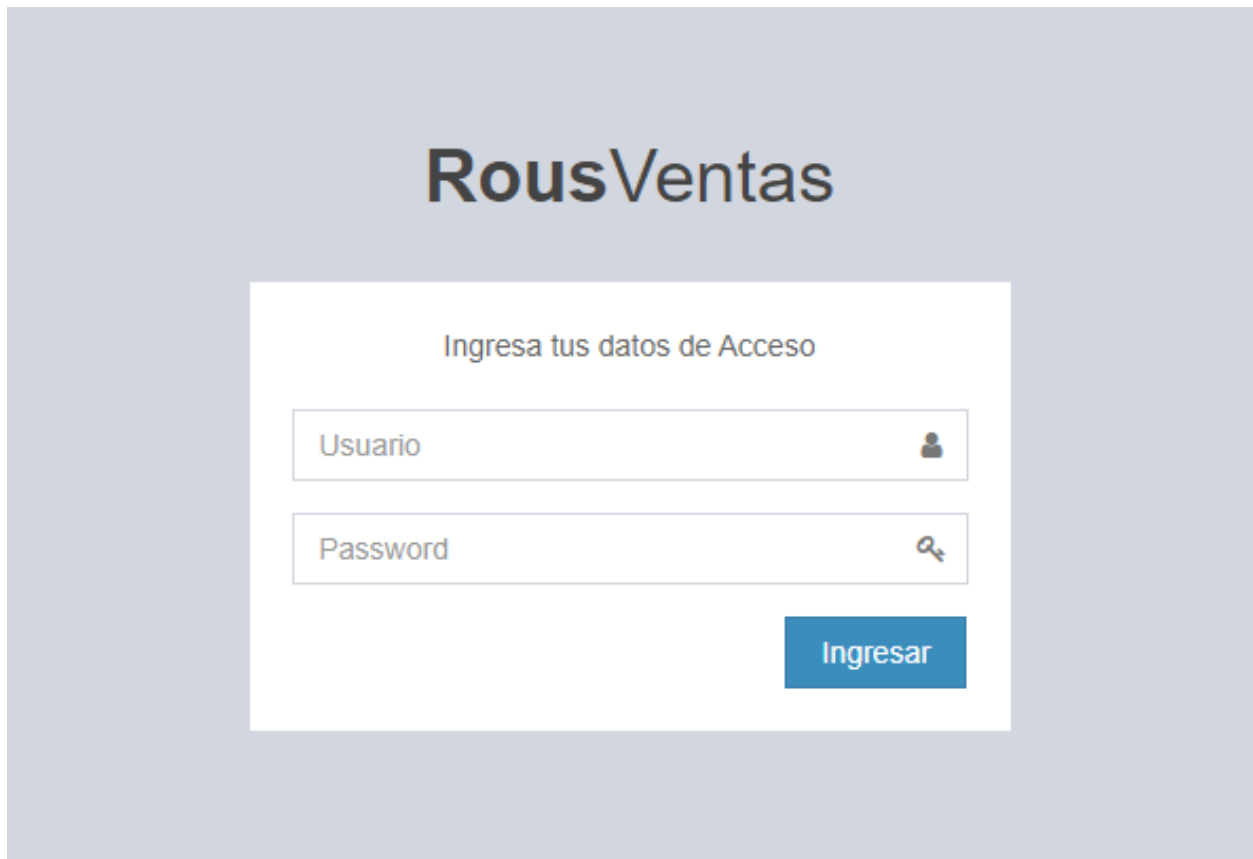 RousVentas
Ingresa tus datos de Acceso
Usuario
Password
Ingresar